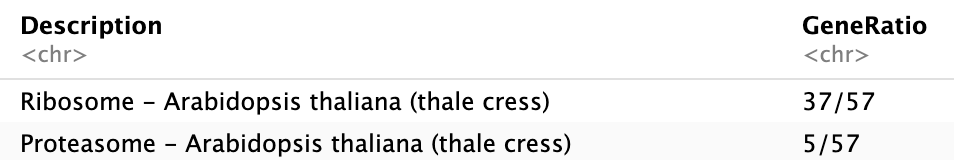 Description GeneRatio
<chr> <chr>
Ribosome – Arabidopsis thaliana (thale cress) 37/57
Proteasome – Arabidopsis thaliana (thale cress) 5/57